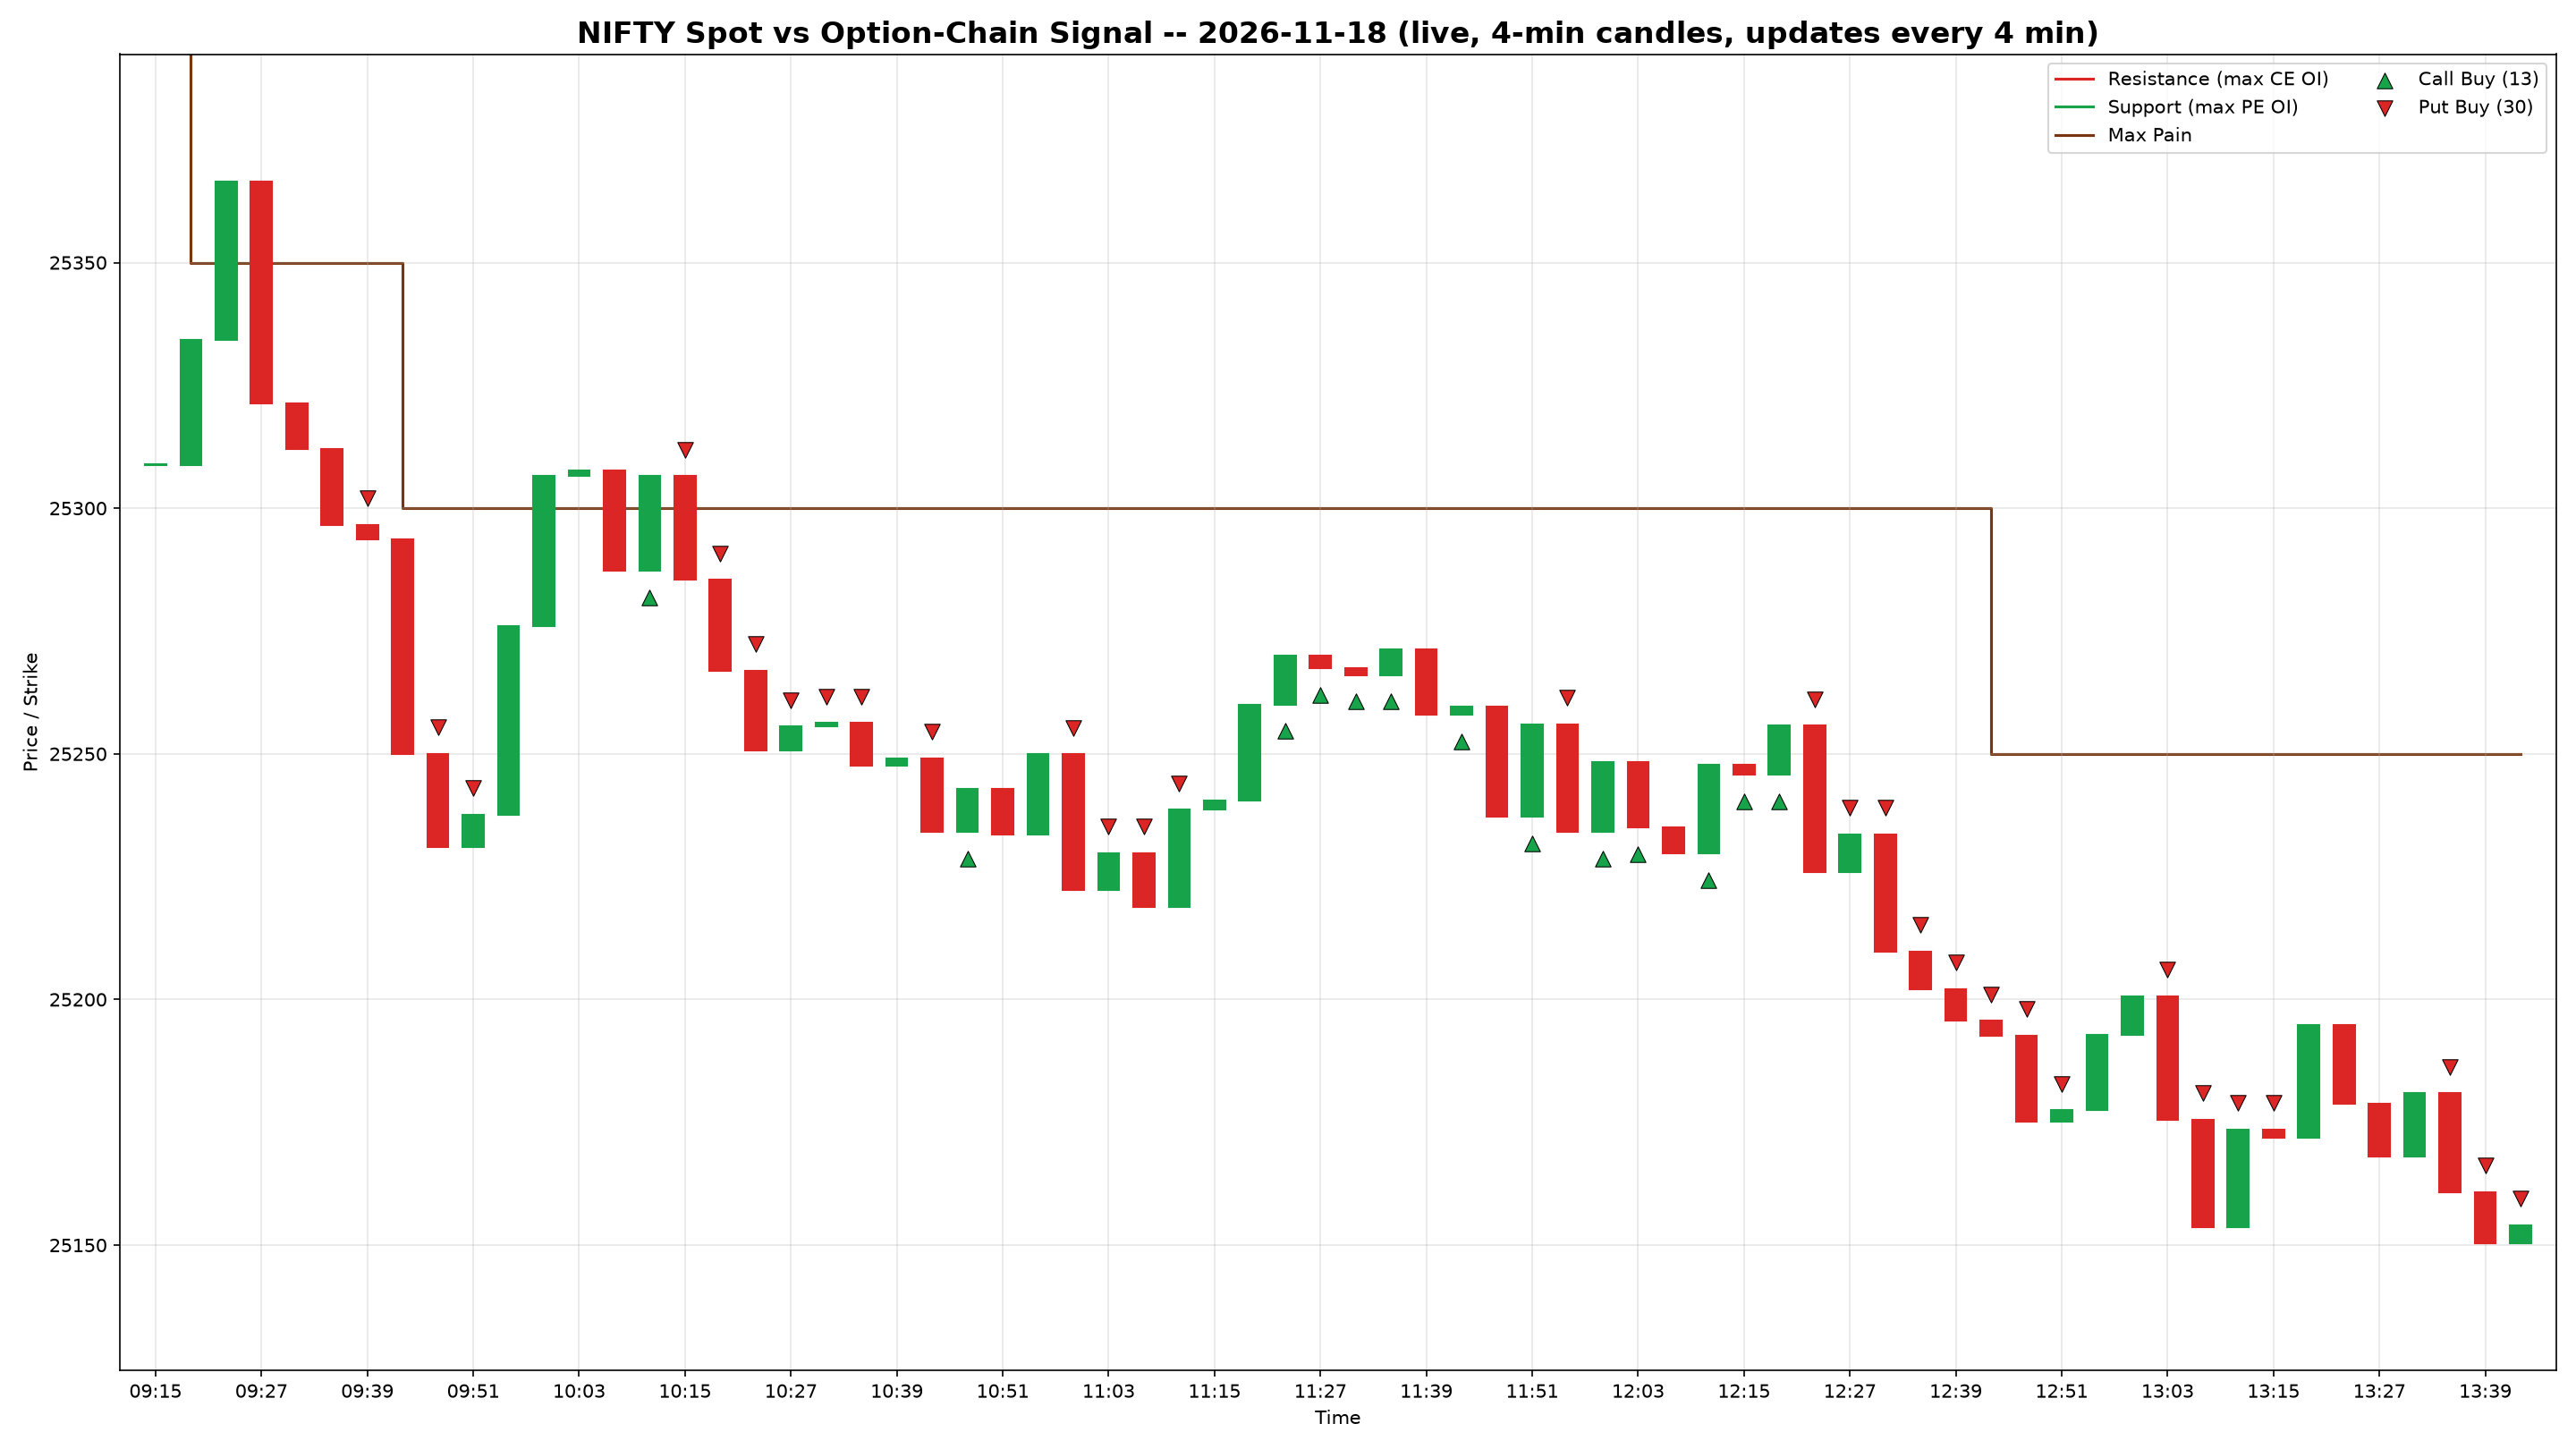 NIFTY Spot vs Option-Chain Signal -- 2026-11-18 (live, 4-min candles, updates every 4 min)
Resistance (max CE OI)
Support (max PE OI)
Max Pain
Call Buy (13)
Put Buy (30)
Price / Strike
25350
25300
25250
25200
25150
09:15 09:27 09:39 09:51 10:03 10:15 10:27 10:39 10:51 11:03 11:15 11:27 11:39 11:51 12:03 12:15 12:27 12:39 12:51 13:03 13:15 13:27 13:39
Time